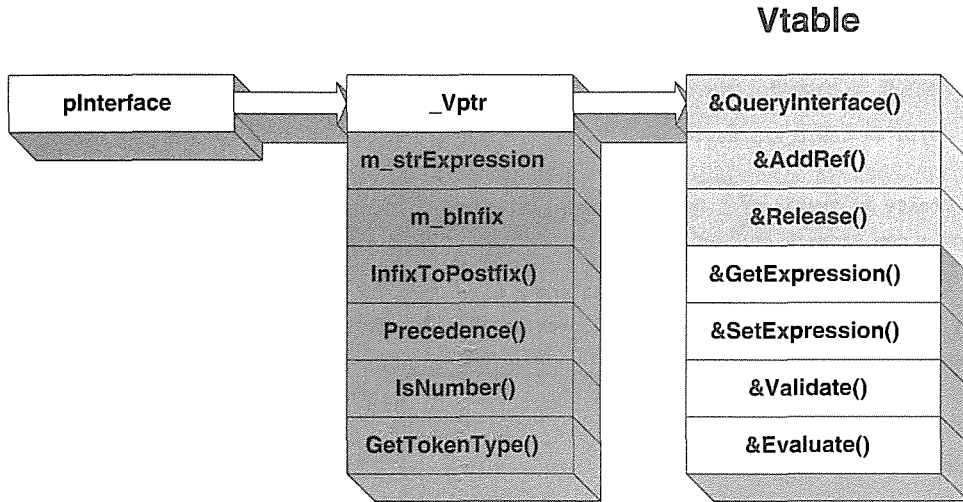 Vtable
pInterface
_Vptr
&QueryInterface()
m_strExpression
&AddRef()
m_bInfix
&Release()
InfixToPostfix()
&GetExpression()
Precedence()
&SetExpression()
IsNumber()
&Validate()
GetTokenType()
&Evaluate()